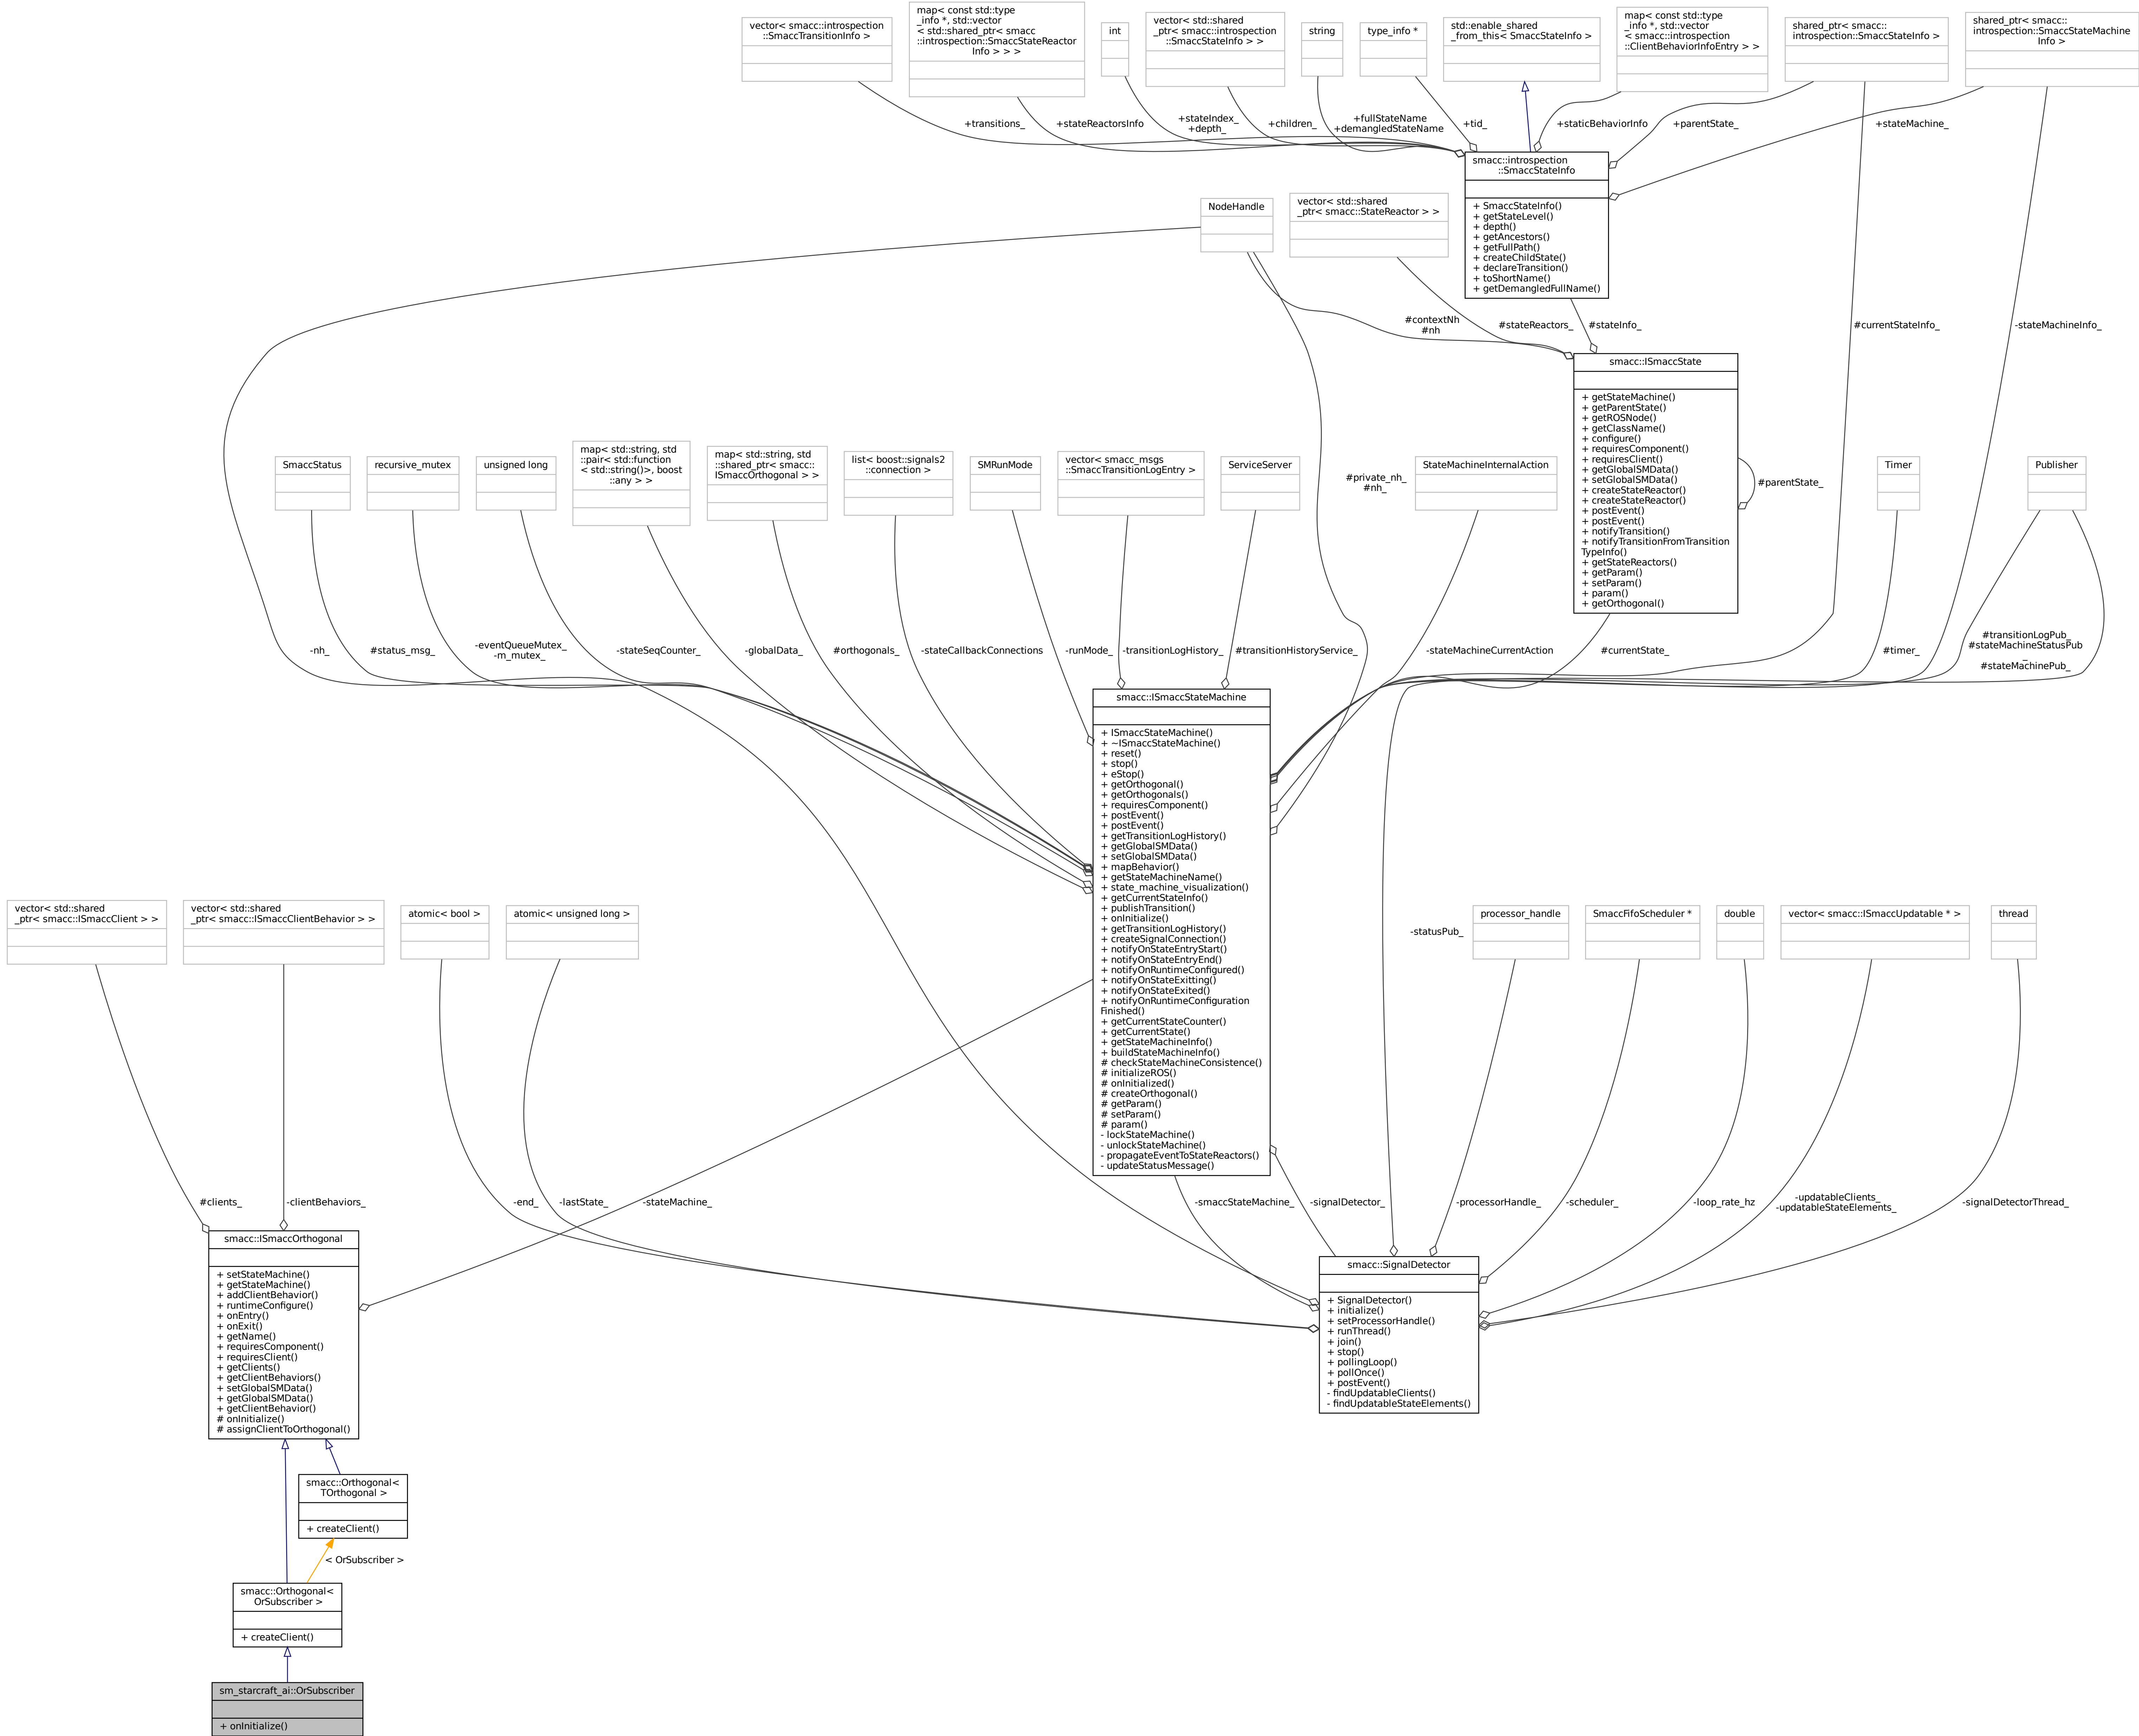 vector< smacc::introspection
::SmaccTransitionInfo >
map< const std::type
_info *, std::vector
< std::shared_ptr< smacc
::introspection::SmaccStateReactor
Info > > >
int
vector< std::shared
_ptr< smacc::introspection
::SmaccStateInfo > >
string
type_info *
std::enable_shared
_from_this< SmaccStateInfo >
map< const std::type
_info *, std::vector
< smacc::introspection
::ClientBehaviorInfoEntry > >
shared_ptr< smacc::
introspection::SmaccStateInfo >
shared_ptr< smacc::
introspection::SmaccStateMachine
Info >
+transitions_
+stateReactorsInfo
+stateIndex_
+depth_
+children_
+fullStateName
+demangledStateName
+tid_
+staticBehaviorInfo
+parentState_
+stateMachine_
smacc::introspection
::SmaccStateInfo
+ SmaccStateInfo()
+ getStateLevel()
+ depth()
+ getAncestors()
+ getFullPath()
+ createChildState()
+ declareTransition()
+ toShortName()
+ getDemangledFullName()
NodeHandle
vector< std::shared
_ptr< smacc::StateReactor > >
#contextNh
#nh
#stateReactors_
#stateInfo_
#currentStateInfo_
-stateMachineInfo_
smacc::ISmaccState
+ getStateMachine()
+ getParentState()
+ getROSNode()
+ getClassName()
+ configure()
+ requiresComponent()
+ requiresClient()
+ getGlobalSMData()
+ setGlobalSMData()
+ createStateReactor()
+ createStateReactor()
+ postEvent()
+ postEvent()
+ notifyTransition()
+ notifyTransitionFromTransition
TypeInfo()
+ getStateReactors()
+ getParam()
+ setParam()
+ param()
+ getOrthogonal()
#parentState_
SmaccStatus
recursive_mutex
unsigned long
map< std::string, std
::pair< std::function
< std::string()>, boost
::any > >
map< std::string, std
::shared_ptr< smacc::
ISmaccOrthogonal > >
list< boost::signals2
::connection >
SMRunMode
vector< smacc_msgs
::SmaccTransitionLogEntry >
ServiceServer
#private_nh_
#nh_
StateMachineInternalAction
Timer
Publisher
-nh_
#status_msg_
-eventQueueMutex_
-m_mutex_
-stateSeqCounter_
-globalData_
#orthogonals_
-stateCallbackConnections
-runMode_
-transitionLogHistory_
#transitionHistoryService_
-stateMachineCurrentAction
#currentState_
#timer_
#transitionLogPub_
#stateMachineStatusPub
_
#stateMachinePub_
smacc::ISmaccStateMachine
+ ISmaccStateMachine()
+ ~ISmaccStateMachine()
+ reset()
+ stop()
+ eStop()
+ getOrthogonal()
+ getOrthogonals()
+ requiresComponent()
+ postEvent()
+ postEvent()
+ getTransitionLogHistory()
+ getGlobalSMData()
+ setGlobalSMData()
+ mapBehavior()
+ getStateMachineName()
+ state_machine_visualization()
+ getCurrentStateInfo()
+ publishTransition()
+ onInitialize()
+ getTransitionLogHistory()
+ createSignalConnection()
+ notifyOnStateEntryStart()
+ notifyOnStateEntryEnd()
+ notifyOnRuntimeConfigured()
+ notifyOnStateExitting()
+ notifyOnStateExited()
+ notifyOnRuntimeConfiguration
Finished()
+ getCurrentStateCounter()
+ getCurrentState()
+ getStateMachineInfo()
+ buildStateMachineInfo()
# checkStateMachineConsistence()
# initializeROS()
# onInitialized()
# createOrthogonal()
# getParam()
# setParam()
# param()
- lockStateMachine()
- unlockStateMachine()
- propagateEventToStateReactors()
- updateStatusMessage()
vector< std::shared
_ptr< smacc::ISmaccClient > >
vector< std::shared
_ptr< smacc::ISmaccClientBehavior > >
atomic< bool >
atomic< unsigned long >
-statusPub_
processor_handle
SmaccFifoScheduler *
double
vector< smacc::ISmaccUpdatable * >
thread
#clients_
-clientBehaviors_
-end_
-lastState_
-stateMachine_
-smaccStateMachine_
-signalDetector_
-processorHandle_
-scheduler_
-loop_rate_hz
-updatableClients_
-updatableStateElements_
-signalDetectorThread_
smacc::ISmaccOrthogonal
+ setStateMachine()
+ getStateMachine()
+ addClientBehavior()
+ runtimeConfigure()
+ onEntry()
+ onExit()
+ getName()
+ requiresComponent()
+ requiresClient()
+ getClients()
+ getClientBehaviors()
+ setGlobalSMData()
+ getGlobalSMData()
+ getClientBehavior()
# onInitialize()
# assignClientToOrthogonal()
smacc::SignalDetector
+ SignalDetector()
+ initialize()
+ setProcessorHandle()
+ runThread()
+ join()
+ stop()
+ pollingLoop()
+ pollOnce()
+ postEvent()
- findUpdatableClients()
- findUpdatableStateElements()
smacc::Orthogonal<
TOrthogonal >
+ createClient()
< OrSubscriber >
smacc::Orthogonal<
OrSubscriber >
+ createClient()
sm_starcraft_ai::OrSubscriber
+ onInitialize()